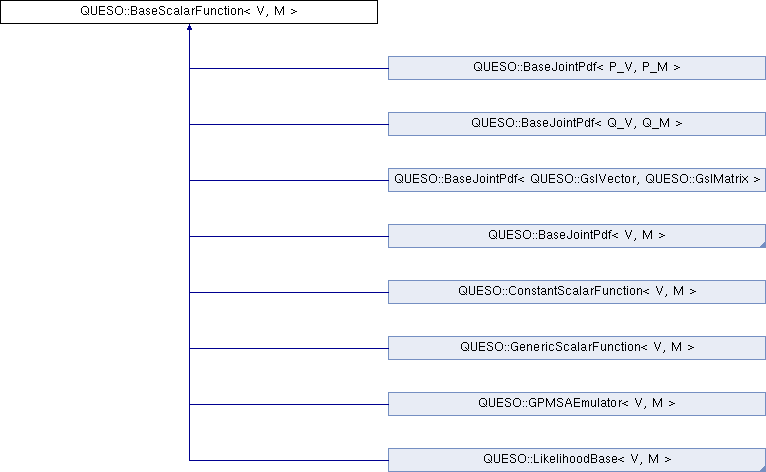 QUESO::BaseScalarFunction< V, M >
QUESO::BaseJointPdf< P_V, P_M >
QUESO::BaseJointPdf< Q_V, Q_M >
QUESO::BaseJointPdf< QUESO::GslVector, QUESO::GslMatrix >
QUESO::BaseJointPdf< V, M >
QUESO::ConstantScalarFunction< V, M >
QUESO::GenericScalarFunction< V, M >
QUESO::GPMSAEmulator< V, M >
QUESO::LikelihoodBase< V, M >